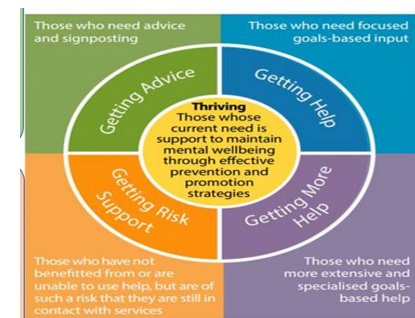 Those who need advice
and signposting
Those who need focused
goals-based input
Getting Advice
Getting Help
Thriving
Those whose
current need is
support to maintain
mental wellbeing
through effective
prevention and
promotion
strategies
Getting Risk
Support
Getting More
Help
Those who have not
benefitted from or are
unable to use help, but are of
such a risk that they are still in
contact with services
Those who need
more extensive and
specialised goals-
based help